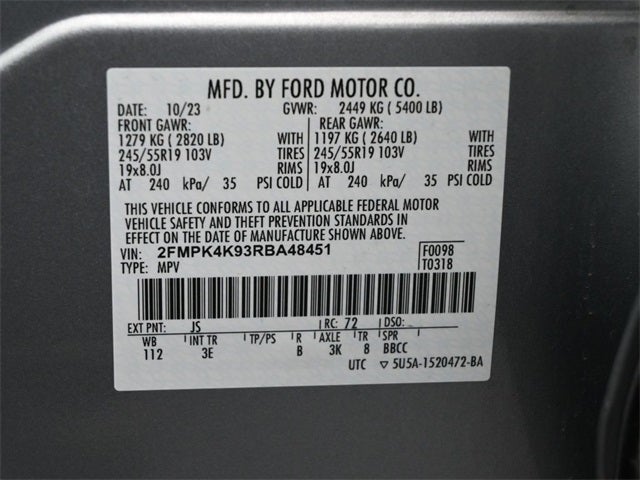 MFD. BY FORD MOTOR CO.
DATE: 10/23 GVWR: 2449 KG ( 5400 LB)
FRONT GAWR: REAR GAWR:
1279 KG ( 2820 LB) WITH 1197 KG ( 2640 LB) WITH
245/55R19 103V TIRES 245/55R19 103V TIRES
19x8.0J RIMS 19x8.0J RIMS
AT 240 kPa/ 35 PSI COLD AT 240 kPa/ 35 PSI COLD
THIS VEHICLE CONFORMS TO ALL APPLICABLE FEDERAL MOTOR
VEHICLE SAFETY AND THEFT PREVENTION STANDARDS IN
EFFECT ON THE DATE OF MANUFACTURE SHOWN ABOVE.
VIN: 2FMPK4K93RBA48451 F0098
TYPE: MPV T0318
EXT PNT: JS RC: 72 DSO:
WB INT TR TP/PS R AXLE TR SPR
112 3E B 3K 8 BBCC
UTC ▽ 5U5A-1520472-BA